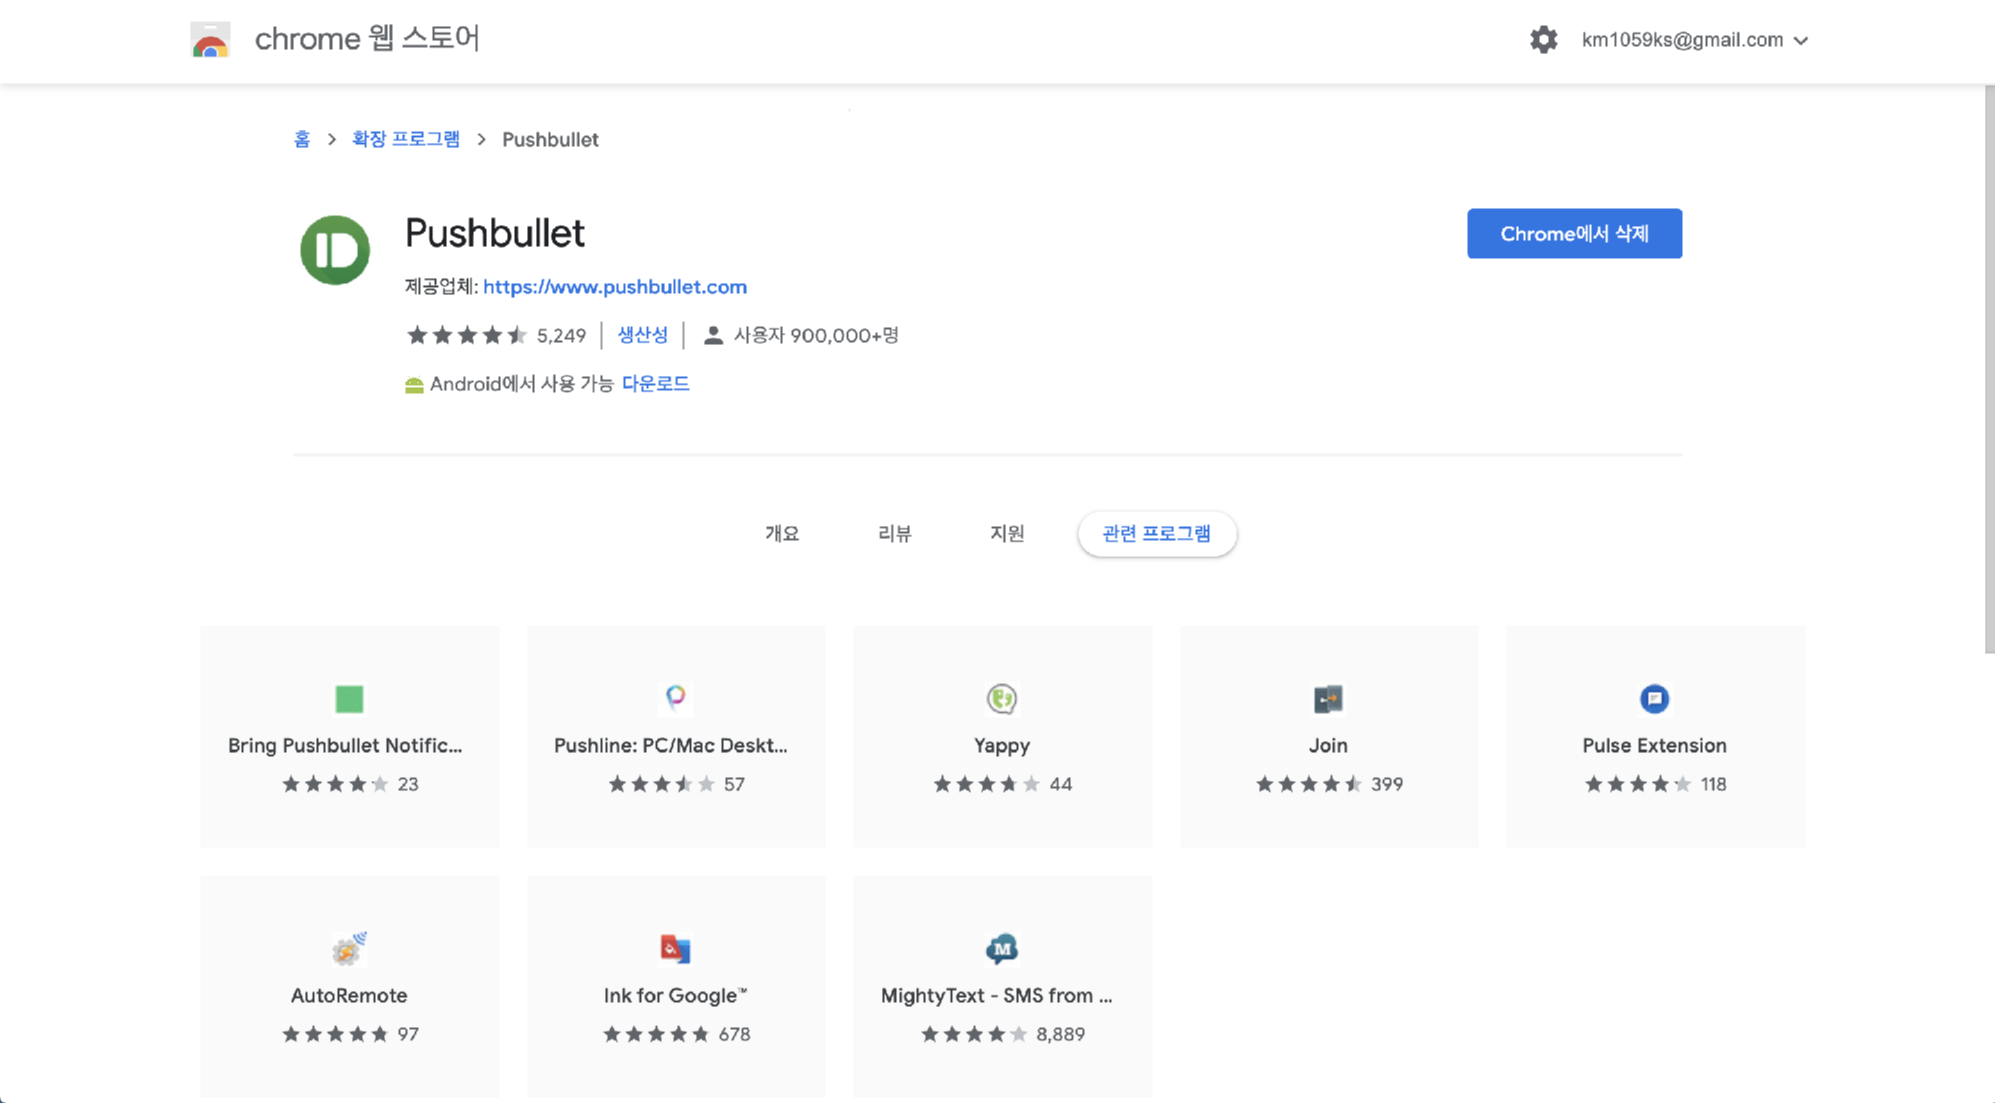 chrome 웹 스토어
km1059ks@gmail.com
홈 > 확장 프로그램 > Pushbullet
Pushbullet
Chrome에서 삭제
제공업체: https://www.pushbullet.com
5,249 | 생산성 | 사용자 900,000+명
Android에서 사용 가능 다운로드
개요 리뷰 지원 관련 프로그램
Bring Pushbullet Notific...
23
Pushline: PC/Mac Deskt...
57
Yappy
44
Join
399
Pulse Extension
118
AutoRemote
97
Ink for Google™
678
MightyText - SMS from ...
8,889